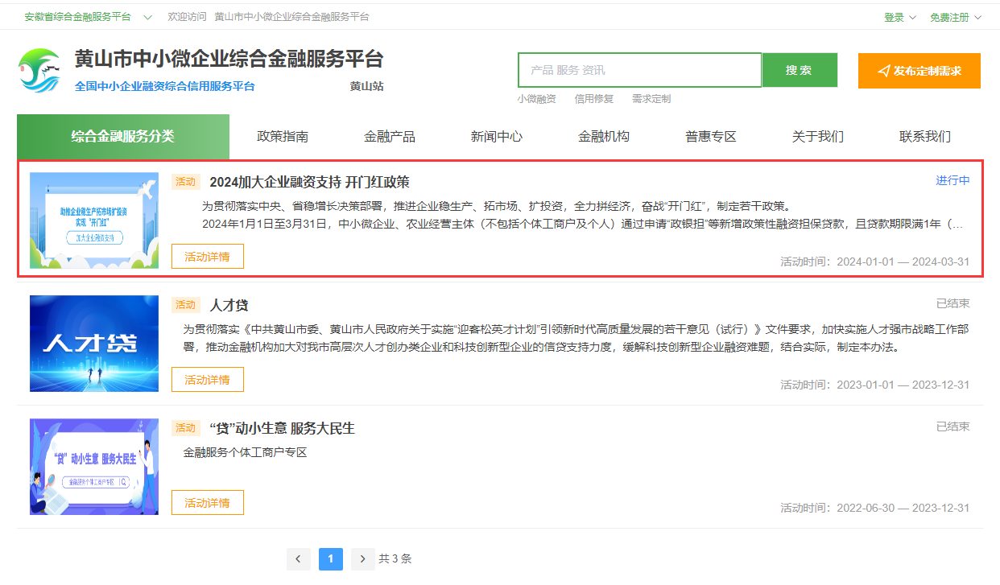 安徽省综合金融服务平台 欢迎访问 黄山市中小微企业综合金融服务平台 登录 免费注册
黄山市中小微企业综合金融服务平台
全国中小企业融资综合信用服务平台 黄山站
产品 服务 资讯 搜 索 发布定制需求
小微融资 信用修复 需求定制
综合金融服务分类 政策指南 金融产品 新闻中心 金融机构 普惠专区 关于我们 联系我们
助推企业稳生产拓市场扩投资
实现“开门红”
加大企业融资支持
活动 2024加大企业融资支持 开门红政策 进行中
为贯彻落实中央、省稳增长决策部署，推进企业稳生产、拓市场、扩投资，全力拼经济，奋战“开门红”，制定若干政策。
2024年1月1日至3月31日，中小微企业、农业经营主体（不包括个体工商户及个人）通过申请“政银担”等新增政策性融资担保贷款，且贷款期限满1年（...
活动详情
活动时间：2024-01-01 — 2024-03-31
人才贷
活动 人才贷 已结束
为贯彻落实《中共黄山市委、黄山市人民政府关于实施“迎客松英才计划”引领新时代高质量发展的若干意见（试行）》文件要求，加快实施人才强市战略工作部
署，推动金融机构加大对我市高层次人才创办类企业和科技创新型企业的信贷支持力度，缓解科技创新型企业融资难题，结合实际，制定本办法。
活动详情
活动时间：2023-01-01 — 2023-12-31
“贷”动小生意 服务大民生
金融服务个体工商户专区
活动 “贷”动小生意 服务大民生 已结束
金融服务个体工商户专区
活动详情
活动时间：2022-06-30 — 2023-12-31
1 共 3 条